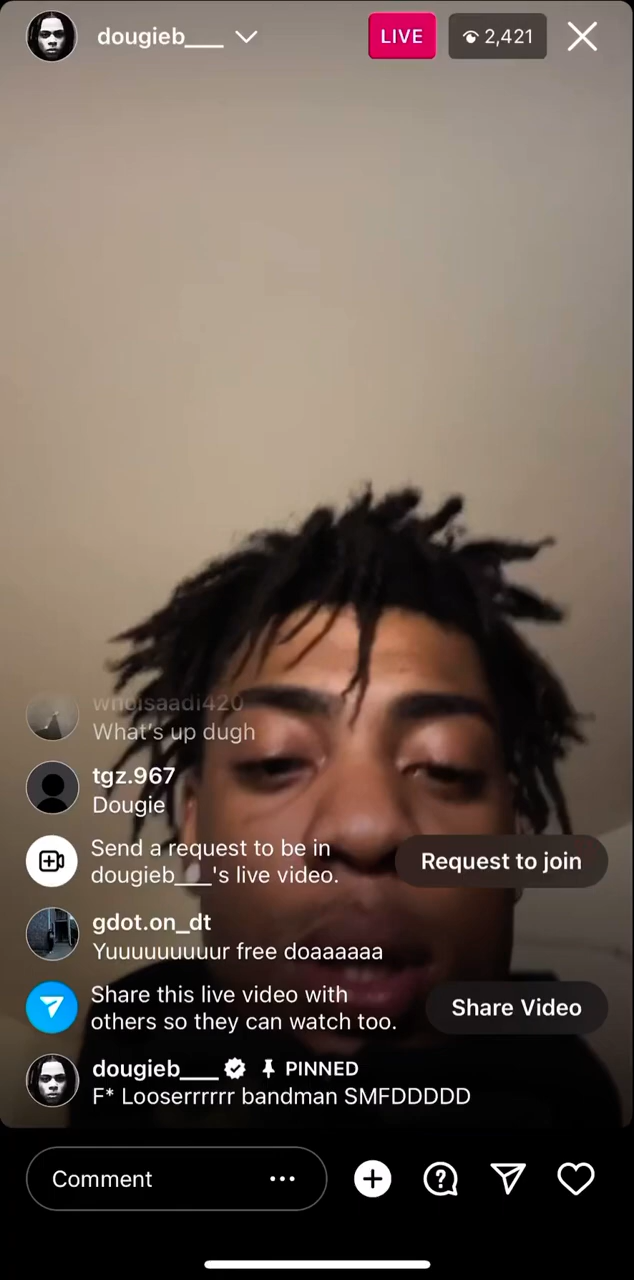 dougieb___
LIVE
2,421
whoisaadi420
What's up dugh
tgz.967
Dougie
Send a request to be in
dougieb___'s live video.
Request to join
gdot.on_dt
Yuuuuuuuuur free doaaaaaa
Share this live video with
others so they can watch too.
Share Video
dougieb___ PINNED
F* Looserrrrrr bandman SMFDDDDD
Comment